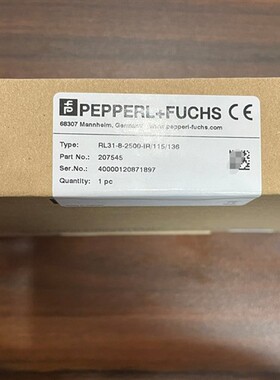 PEPPERL+FUCHS CE
68307 Mannheim, Germany www.pepperl-fuchs.com
Type: RL31-8-2500-IR/115/136
Part No.: 207545
Ser.No.: 40000120871897
Quantity: 1 pc